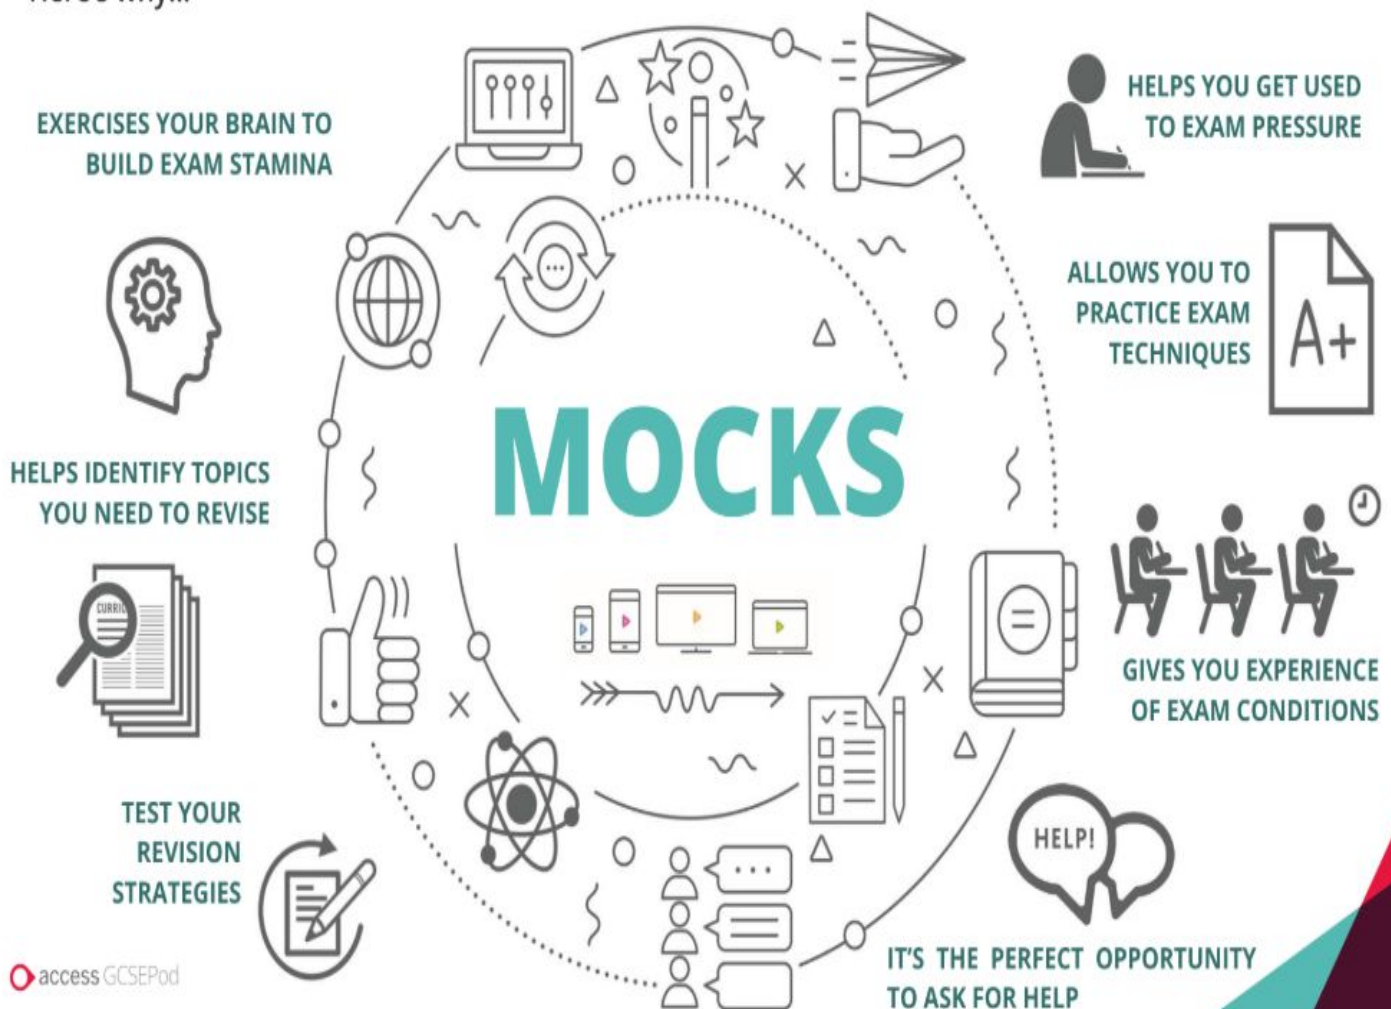 EXERCISES YOUR BRAIN TO
BUILD EXAM STAMINA
HELPS IDENTIFY TOPICS
YOU NEED TO REVISE
TEST YOUR
REVISION
STRATEGIES
access GCSEPod
MOCKS
HELPS YOU GET USED
TO EXAM PRESSURE
ALLOWS YOU TO
PRACTICE EXAM
TECHNIQUES
A+
GIVES YOU EXPERIENCE
OF EXAM CONDITIONS
HELP!
IT'S THE PERFECT OPPORTUNITY
TO ASK FOR HELP